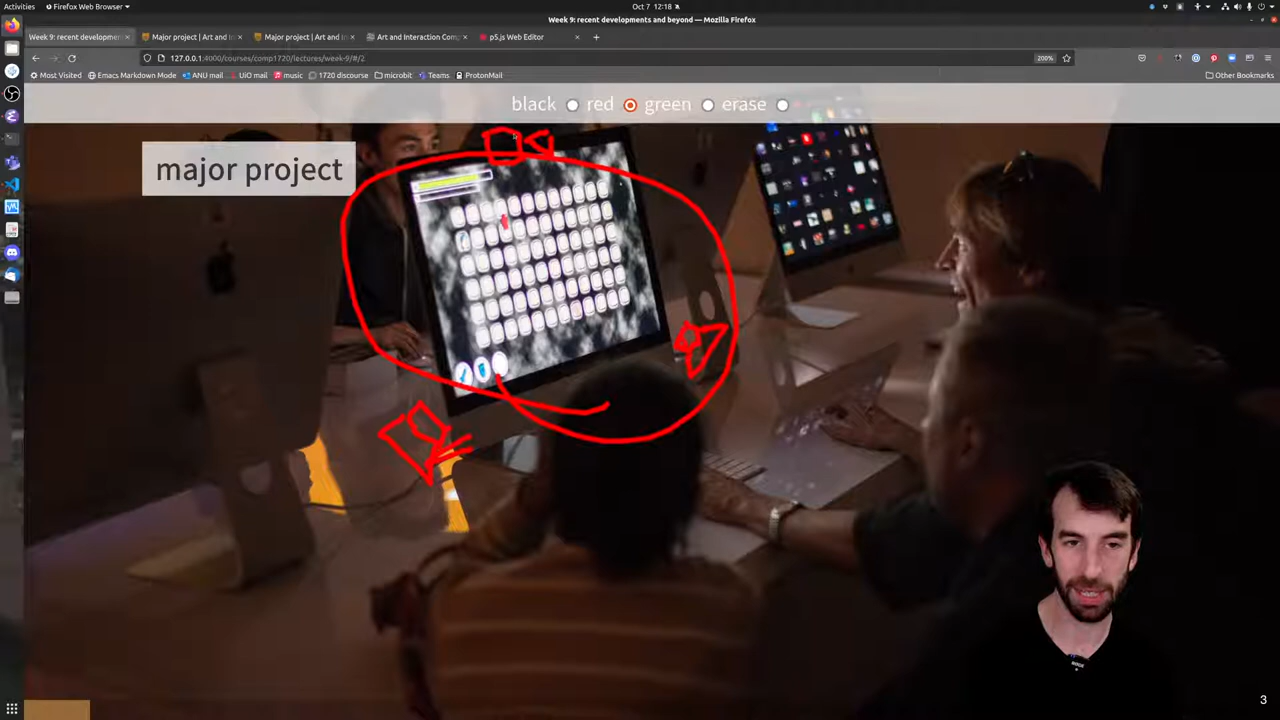 Activities
Firefox Web Browser
Oct 7 12:18
Week 9: recent developments and beyond — Mozilla Firefox
Week 9: recent developmen
Major project | Art and In
Major project | Art and In
Art and Interaction Comp
p5.js Web Editor
127.0.0.1:4000/courses/comp1720/lectures/week-9/#/2
200%
Most Visited
Emacs Markdown Mode
ANU mail
UiO mail
music
1720 discourse
microbit
Teams
ProtonMail
Other Bookmarks
black red green erase
major project
3